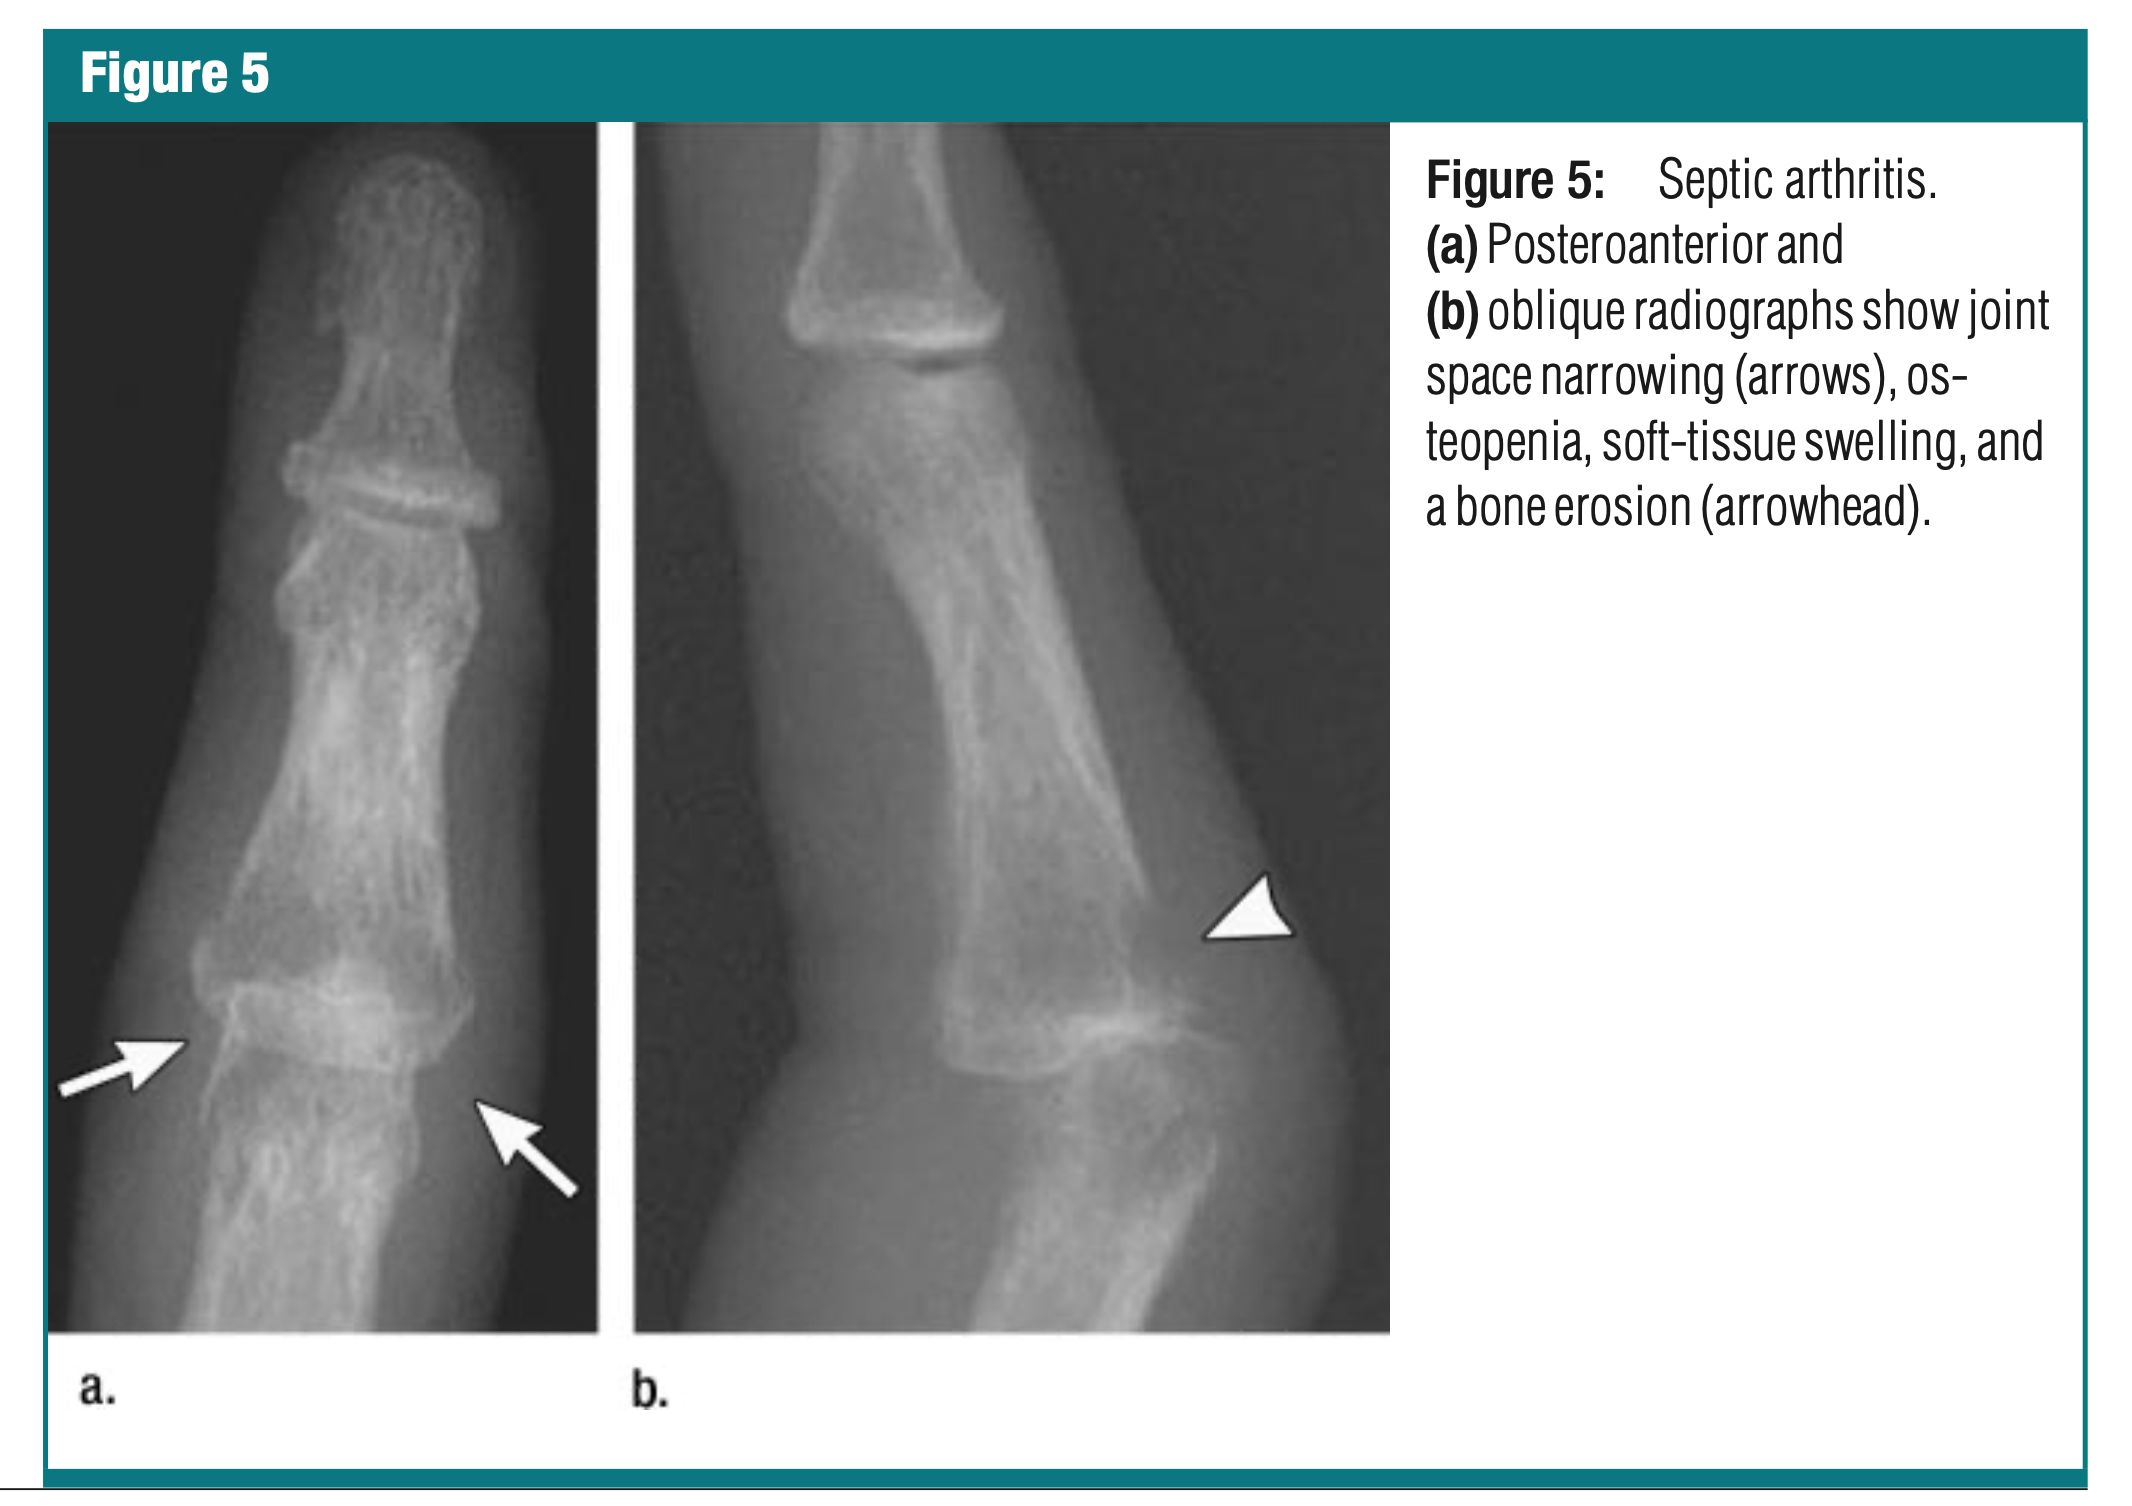 Figure 5
Figure 5: Septic arthritis.
(a) Posteroanterior and
(b) oblique radiographs show joint
space narrowing (arrows), os-
teopenia, soft-tissue swelling, and
a bone erosion (arrowhead).
a.
b.